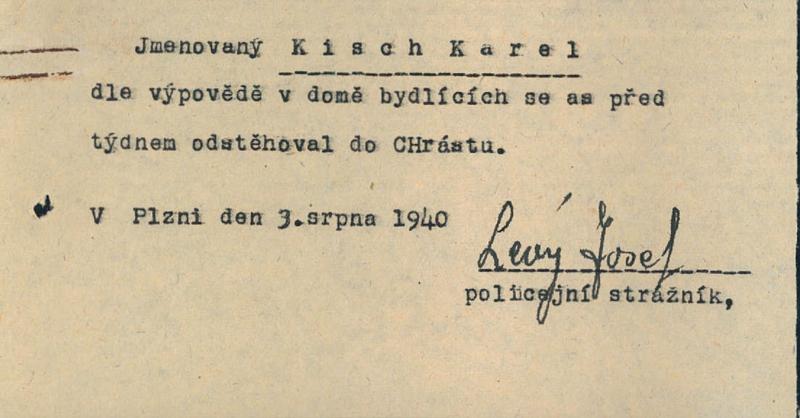 Jmenovaný K i s c h K a r e l
dle výpovědě v domě bydlících se as před
týdnem odstěhoval do CHrástu.
V Plzni den 3.srpna 1940
Levý Josef
policejní strážník,